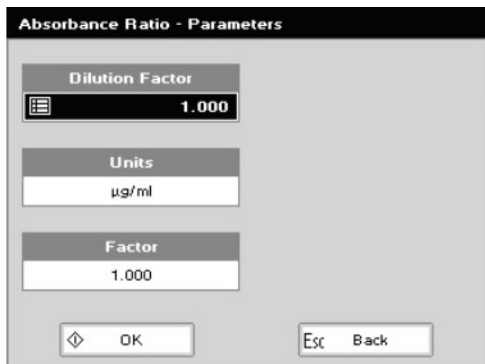 Absorbance Ratio - Parameters
Dilution Factor
1.000
Units
µg/ml
Factor
1.000
OK
Esc Back